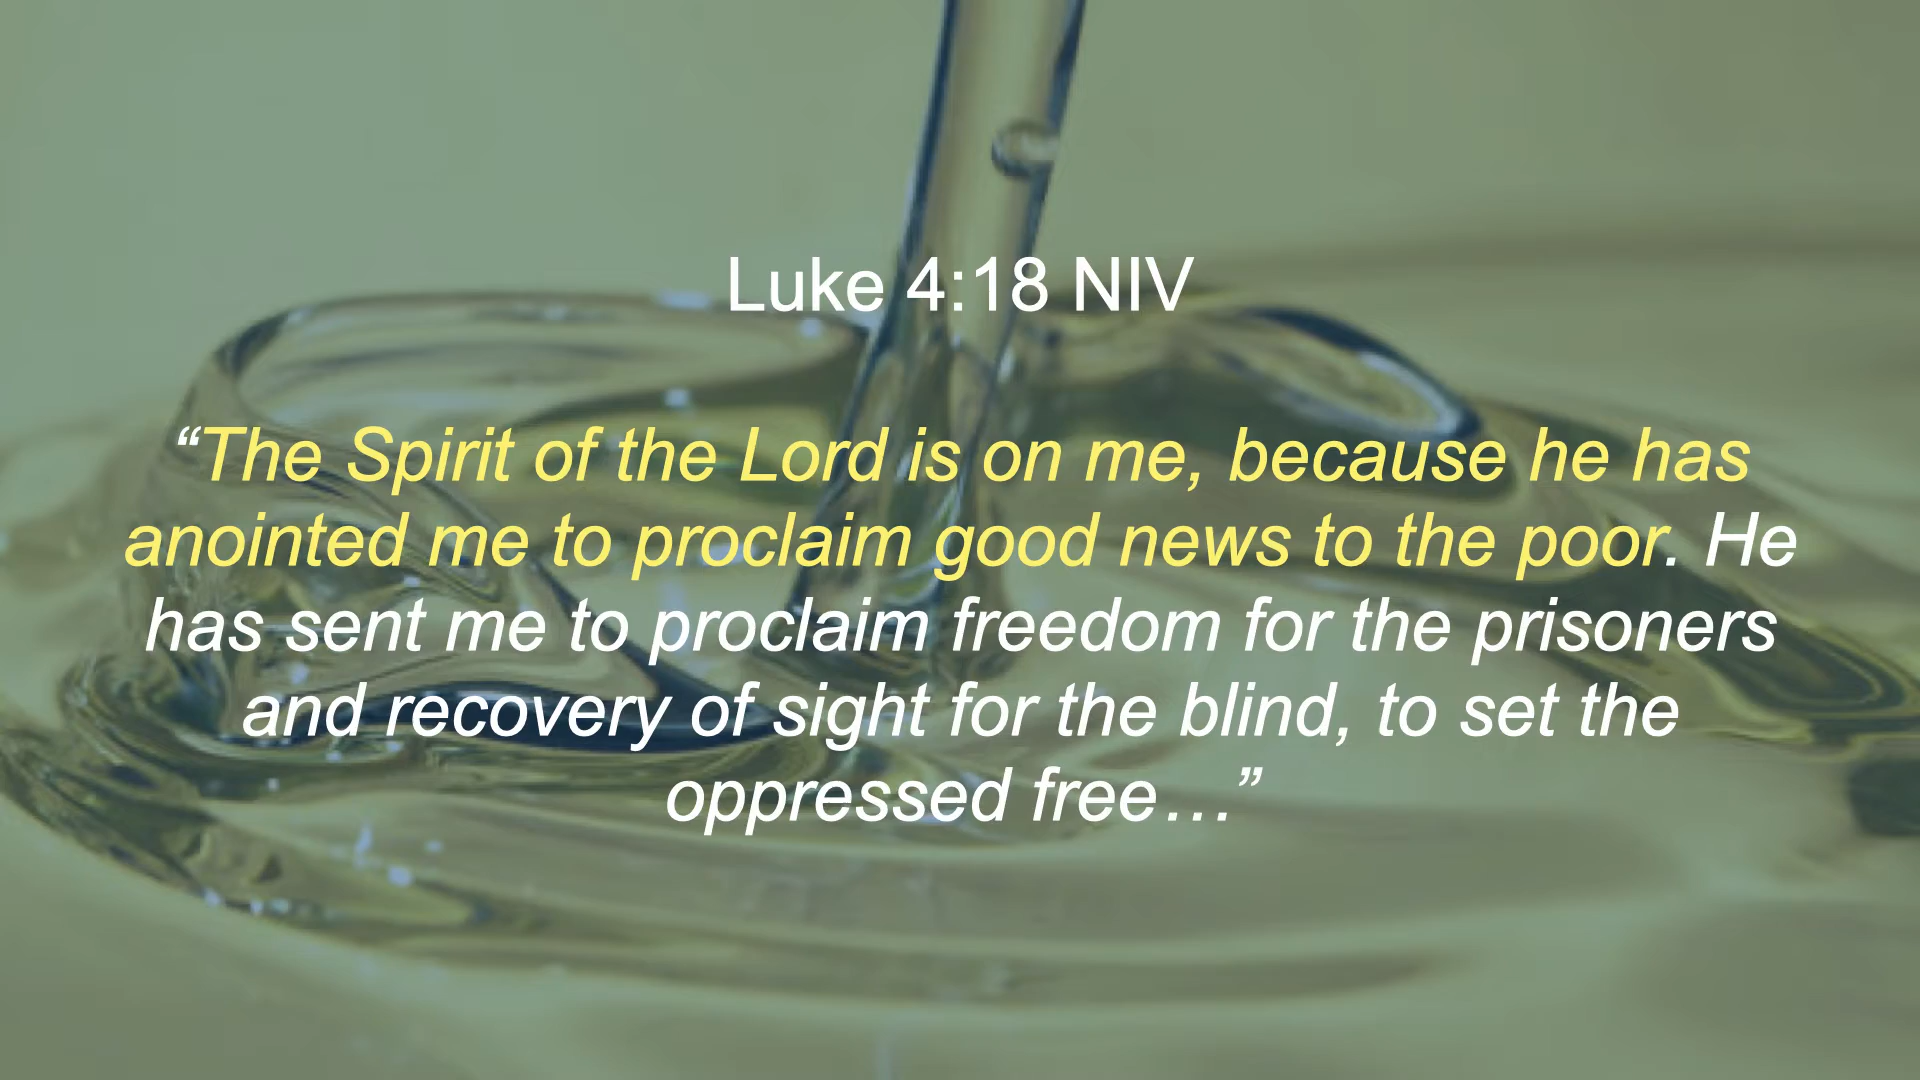 Luke 4:18 NIV
“The Spirit of the Lord is on me, because he has
anointed me to proclaim good news to the poor. He
has sent me to proclaim freedom for the prisoners
and recovery of sight for the blind, to set the
oppressed free…”